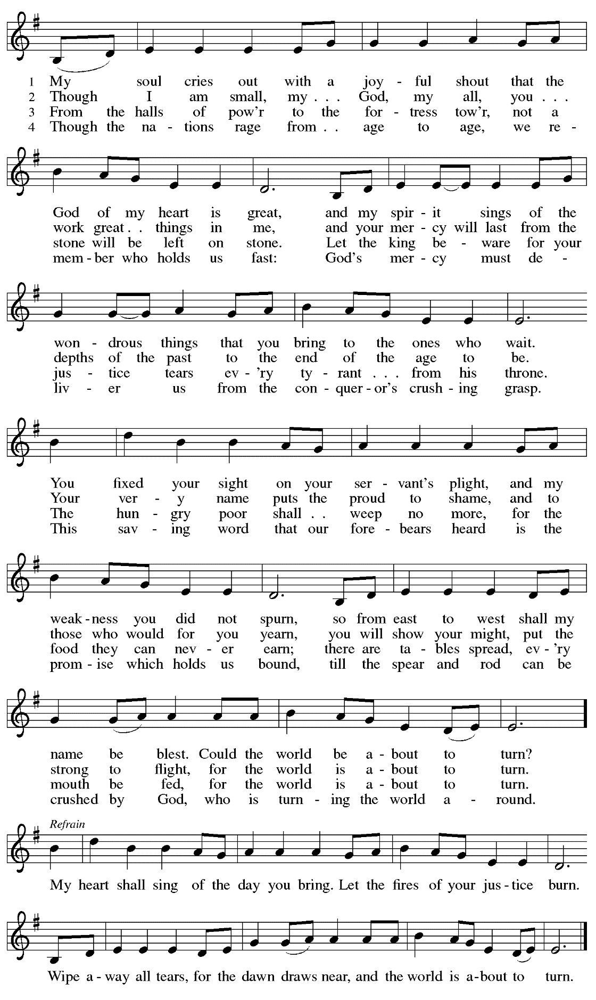 1 My soul cries out with a joy - ful shout that the
2 Though I am small, my . . . God, my all, you . . .
3 From the halls of pow'r to the for - tress tow'r, not a
4 Though the na - tions rage from . . age to age, we re -
God of my heart is great, and my spir - it sings of the
work great . . things in me, and your mer - cy will last from the
stone will be left on stone. Let the king be - ware for your
mem - ber who holds us fast: God's mer - cy must de -
won - drous things that you bring to the ones who wait.
depths of the past to the end of the age to be.
jus - tice tears ev - 'ry ty - rant . . . from his throne.
liv - er us from the con - quer - or's crush - ing grasp.
You fixed your sight on your ser - vant's plight, and my
Your ver - y name puts the proud to shame, and to
The hun - gry poor shall . . weep no more, for the
This sav - ing word that our fore - bears heard is the
weak - ness you did not spurn, so from east to west shall my
those who would for you yearn, you will show your might, put the
food they can nev - er earn; there are ta - bles spread, ev - 'ry
prom - ise which holds us bound, till the spear and rod can be
name be blest. Could the world be a - bout to turn?
strong to flight, for the world is a - bout to turn.
mouth be fed, for the world is a - bout to turn.
crushed by God, who is turn - ing the world a - round.
Refrain
My heart shall sing of the day you bring. Let the fires of your jus - tice burn.
Wipe a - way all tears, for the dawn draws near, and the world is a - bout to turn.